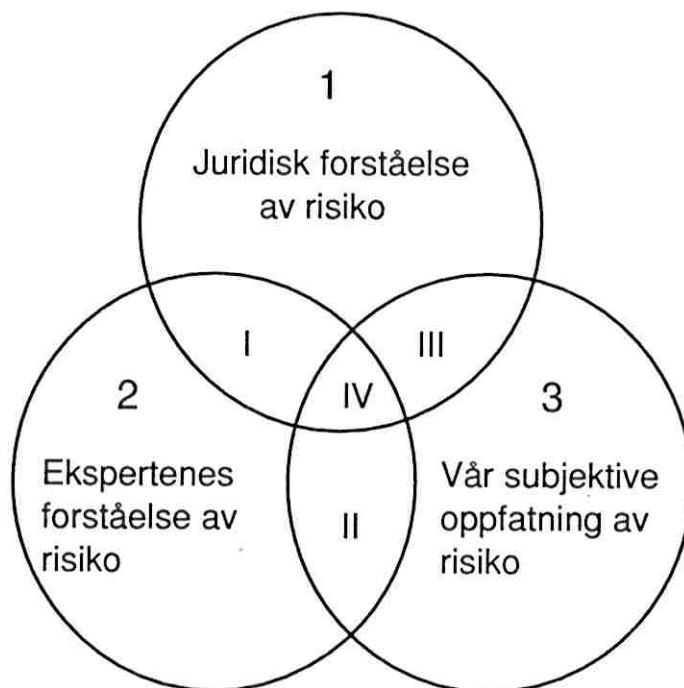 1
Juridisk forståelse
av risiko
I
III
IV
2
Ekspertenes
forståelse av
risiko
3
Vår subjektive
oppfatning av
risiko
II